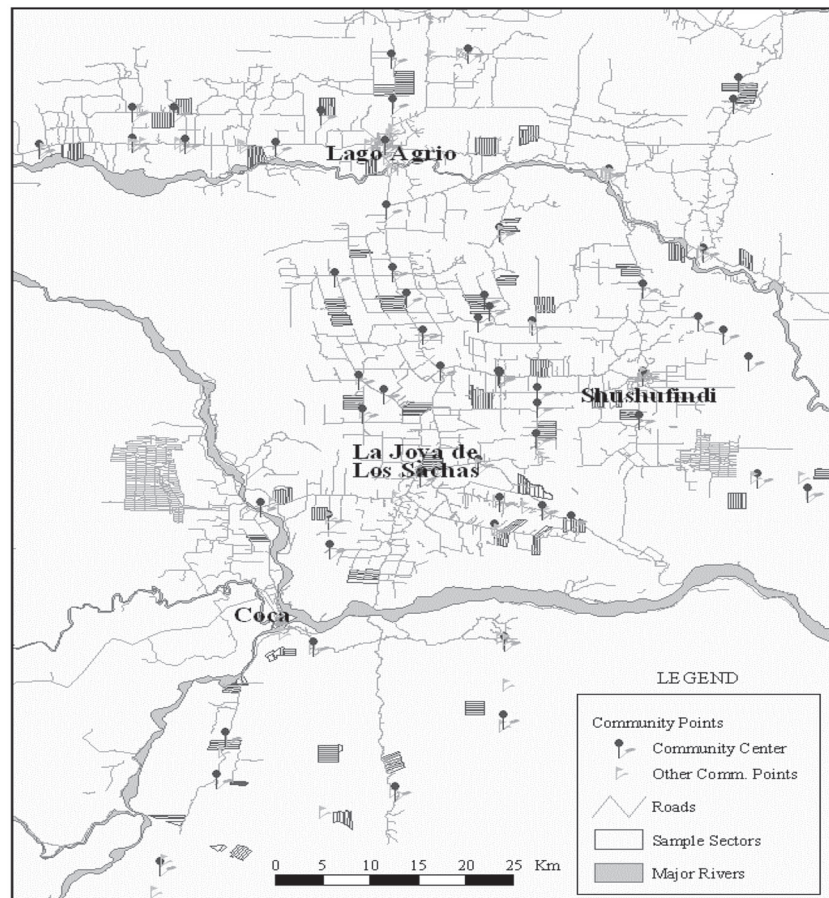 Lago Agrio
Shushufindi
La Joya de
Los Sachas
Coca
LEGEND
Community Points
Community Center
Other Comm. Points
Roads
Sample Sectors
Major Rivers
0 5 10 15 20 25 Km